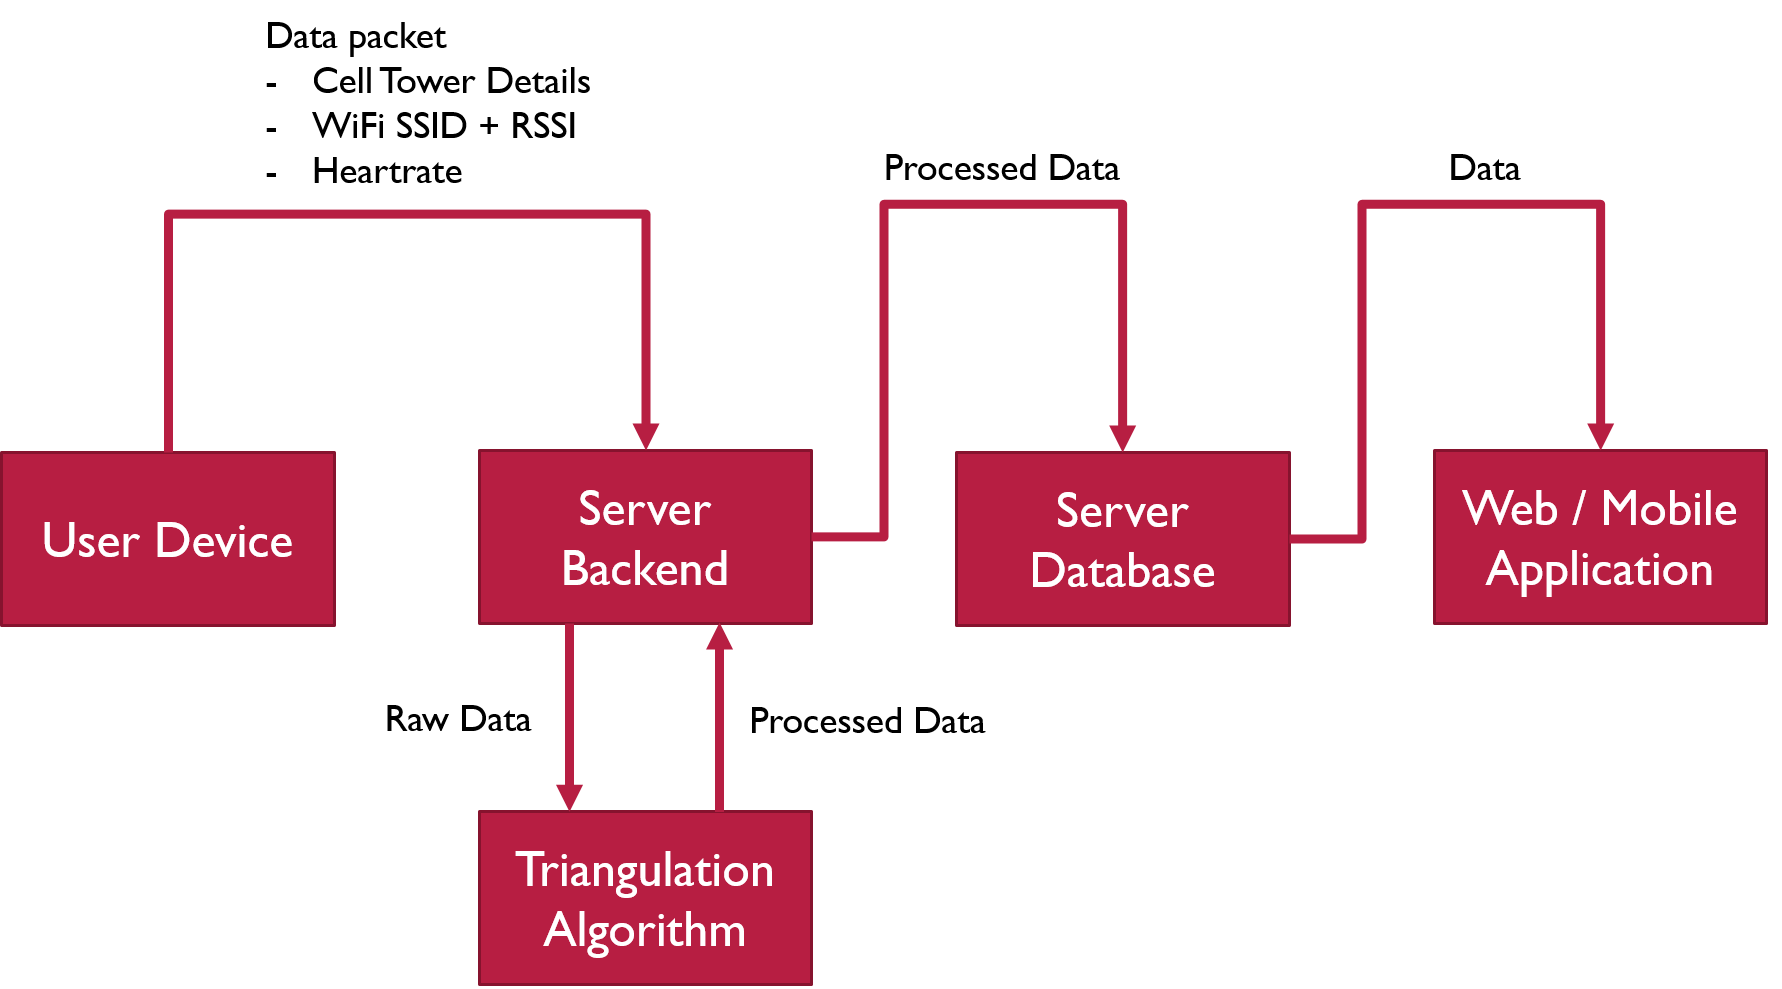 Data packet
- Cell Tower Details
- WiFi SSID + RSSI
- Heartrate
Processed Data
Data
User Device
Server
Backend
Server
Database
Web / Mobile
Application
Raw Data
Processed Data
Triangulation
Algorithm